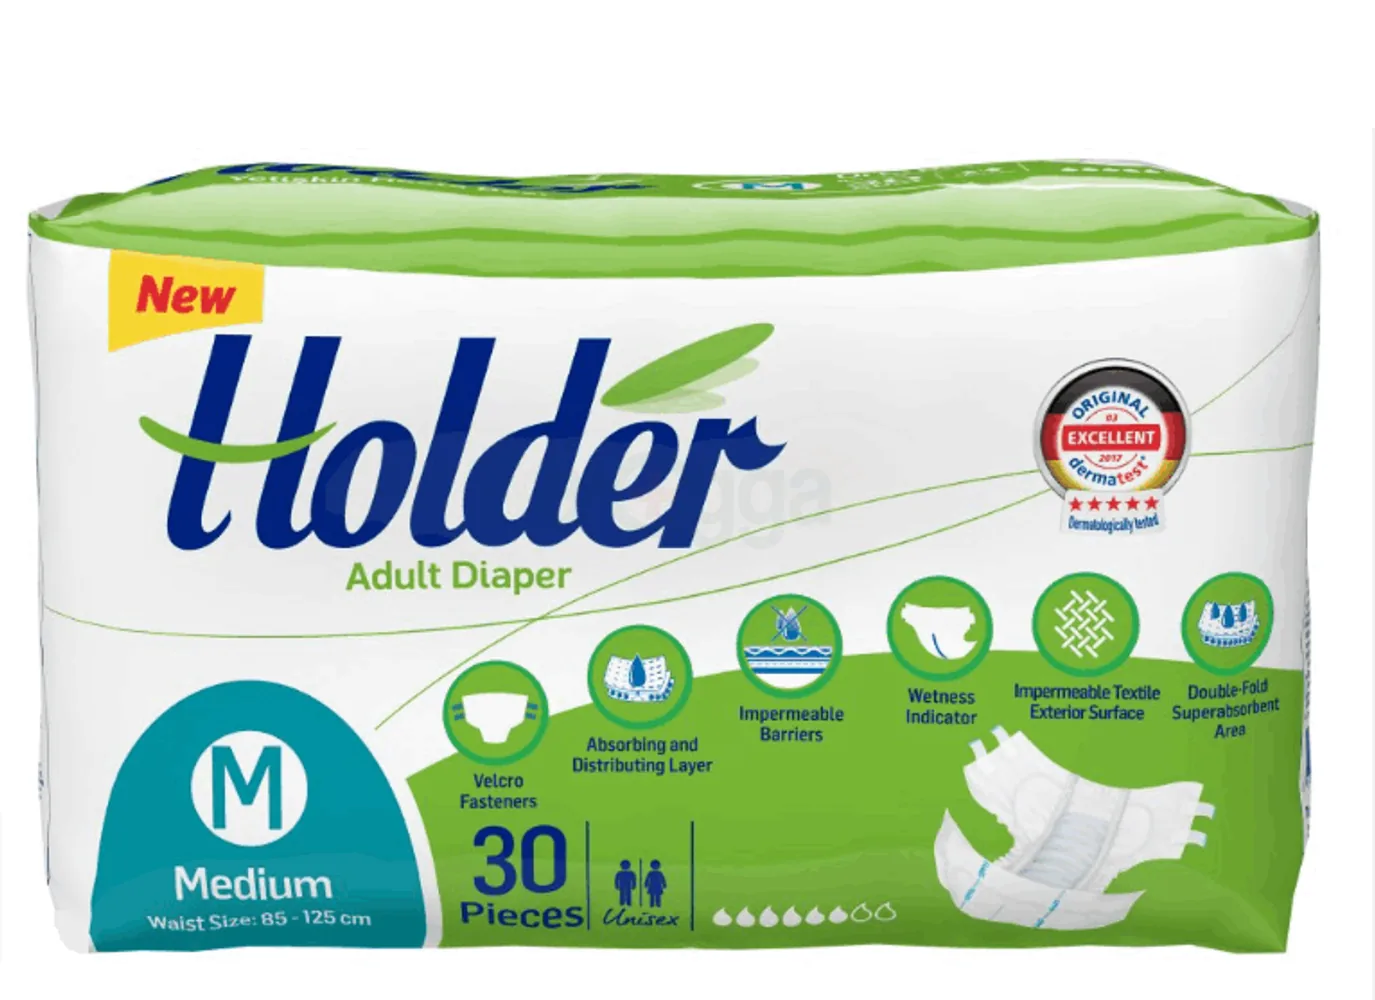 M
New
Holder
Adult Diaper
ORIGINAL
03
EXCELLENT
2017
dermatest
Dermatologically tested
Velcro
Fasteners
Absorbing and
Distributing Layer
Impermeable
Barriers
Wetness
Indicator
Impermeable Textile
Exterior Surface
Double-Fold
Superabsorbent
Area
M
Medium
Waist Size: 85 - 125 cm
30
Pieces
Unisex